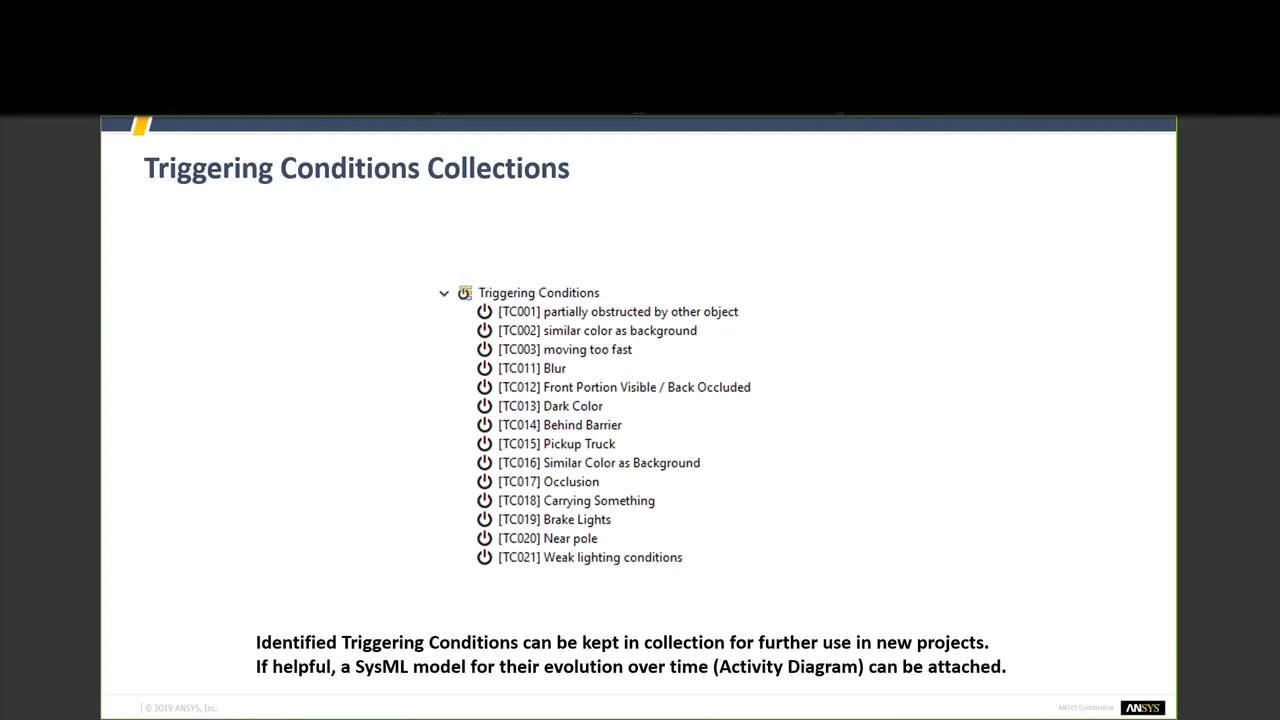 Triggering Conditions Collections
Triggering Conditions
[TC001] partially obstructed by other object
[TC002] similar color as background
[TC003] moving too fast
[TC011] Blur
[TC012] Front Portion Visible / Back Occluded
[TC013] Dark Color
[TC014] Behind Barrier
[TC015] Pickup Truck
[TC016] Similar Color as Background
[TC017] Occlusion
[TC018] Carrying Something
[TC019] Brake Lights
[TC020] Near pole
[TC021] Weak lighting conditions
Identified Triggering Conditions can be kept in collection for further use in new projects.
If helpful, a SysML model for their evolution over time (Activity Diagram) can be attached.
© 2019 ANSYS, Inc.
ANSYS Confidential
ANSYS